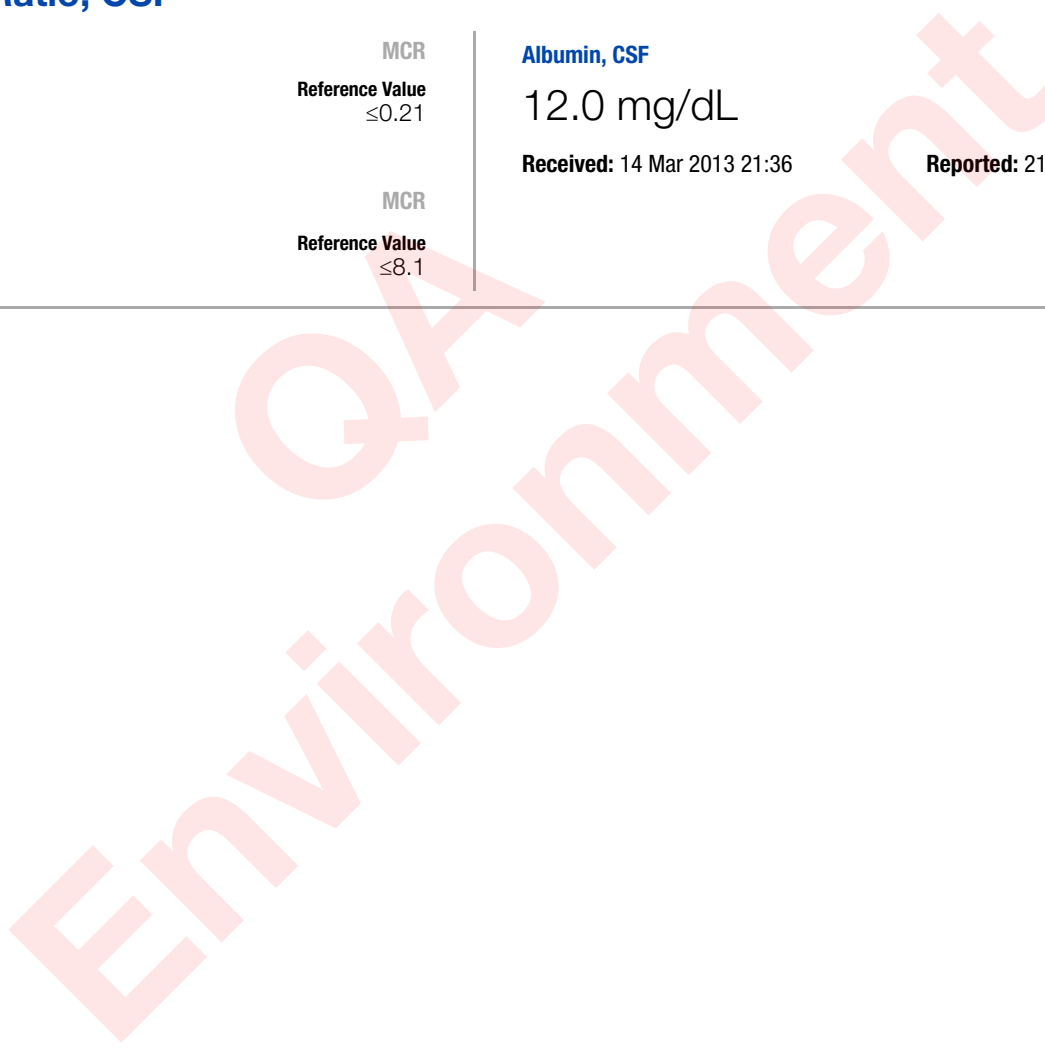 CSF
MCR
Reference Value
≤0.21
MCR
Reference Value
≤8.1
Albumin, CSF
12.0 mg/dL
Received: 14 Mar 2013 21:36
Reported: 21
QA
Environment